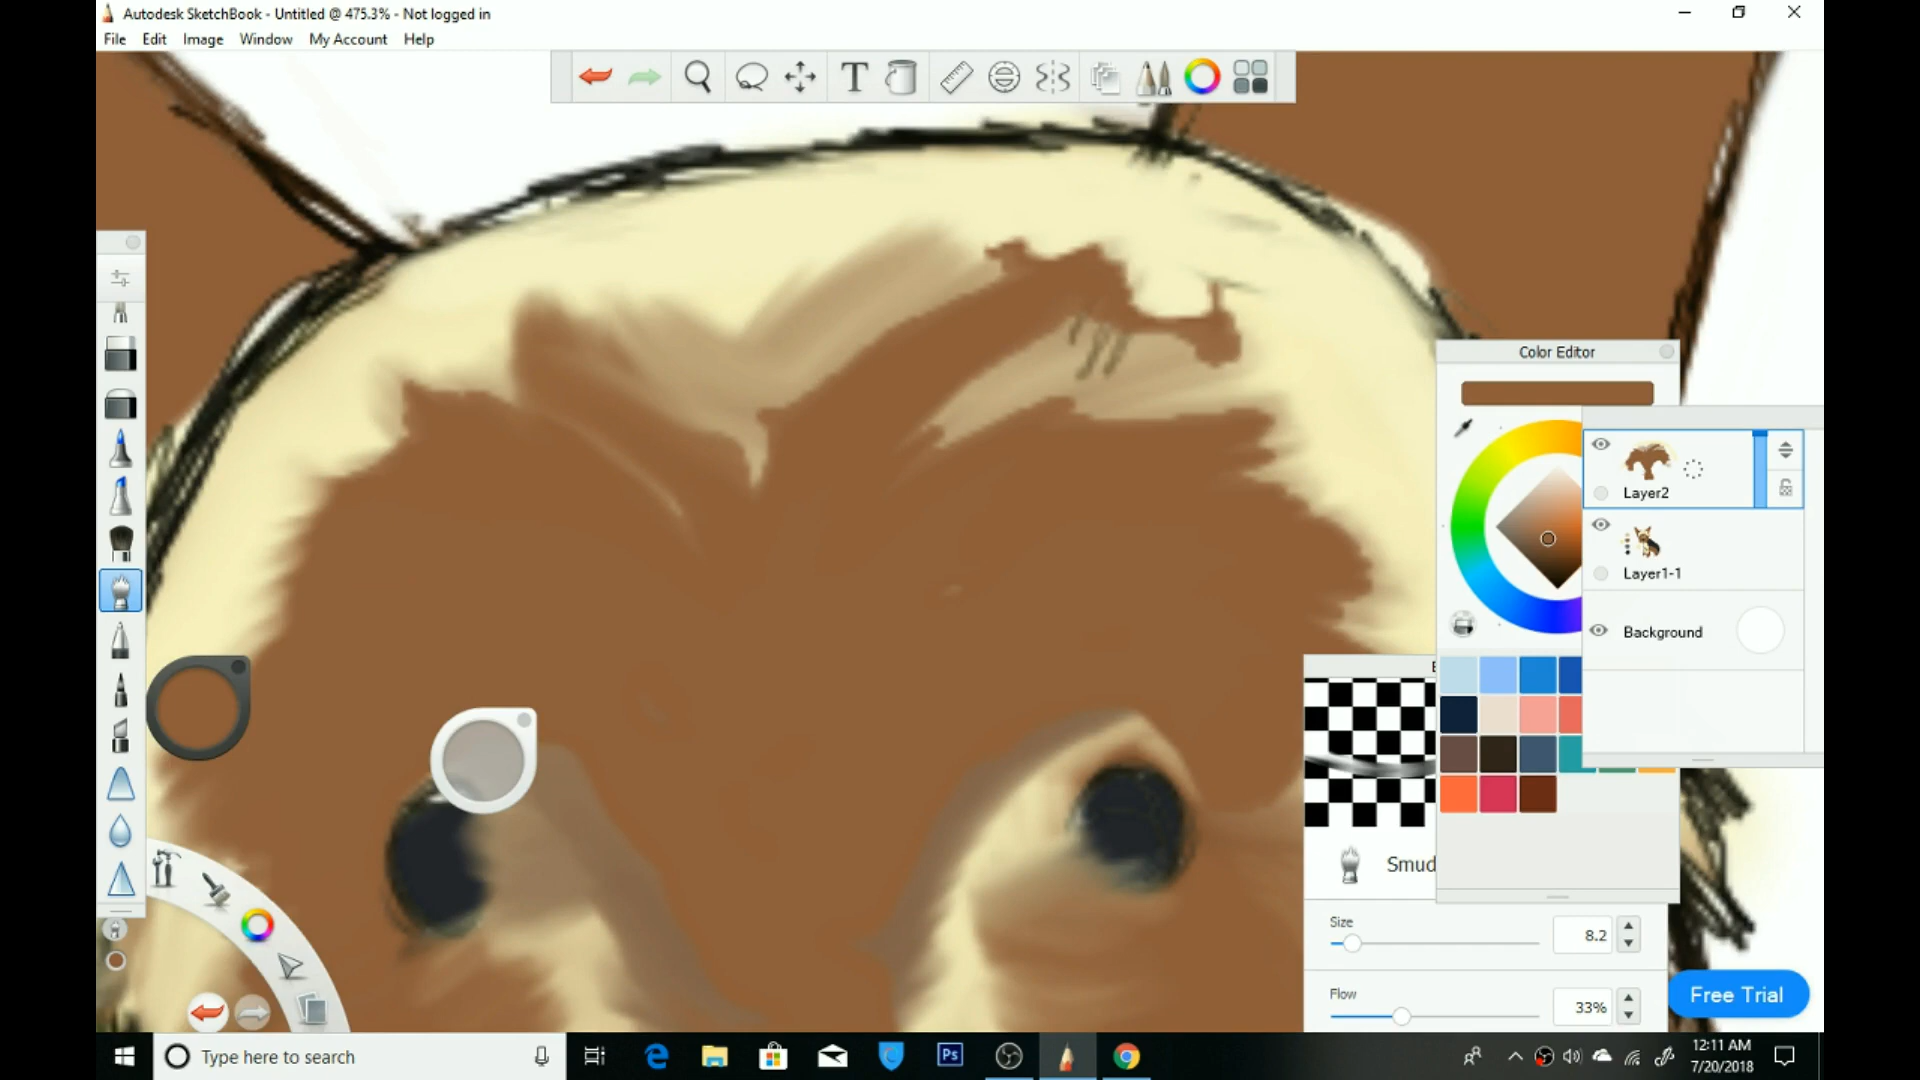 Autodesk SketchBook - Untitled @ 475.3% - Not logged in
File Edit Image Window My Account Help
T
Color Editor
Layer2
Layer1-1
Background
Smud
Size
8.2
Flow
33%
Free Trial
Type here to search
Ps
12:11 AM
7/20/2018